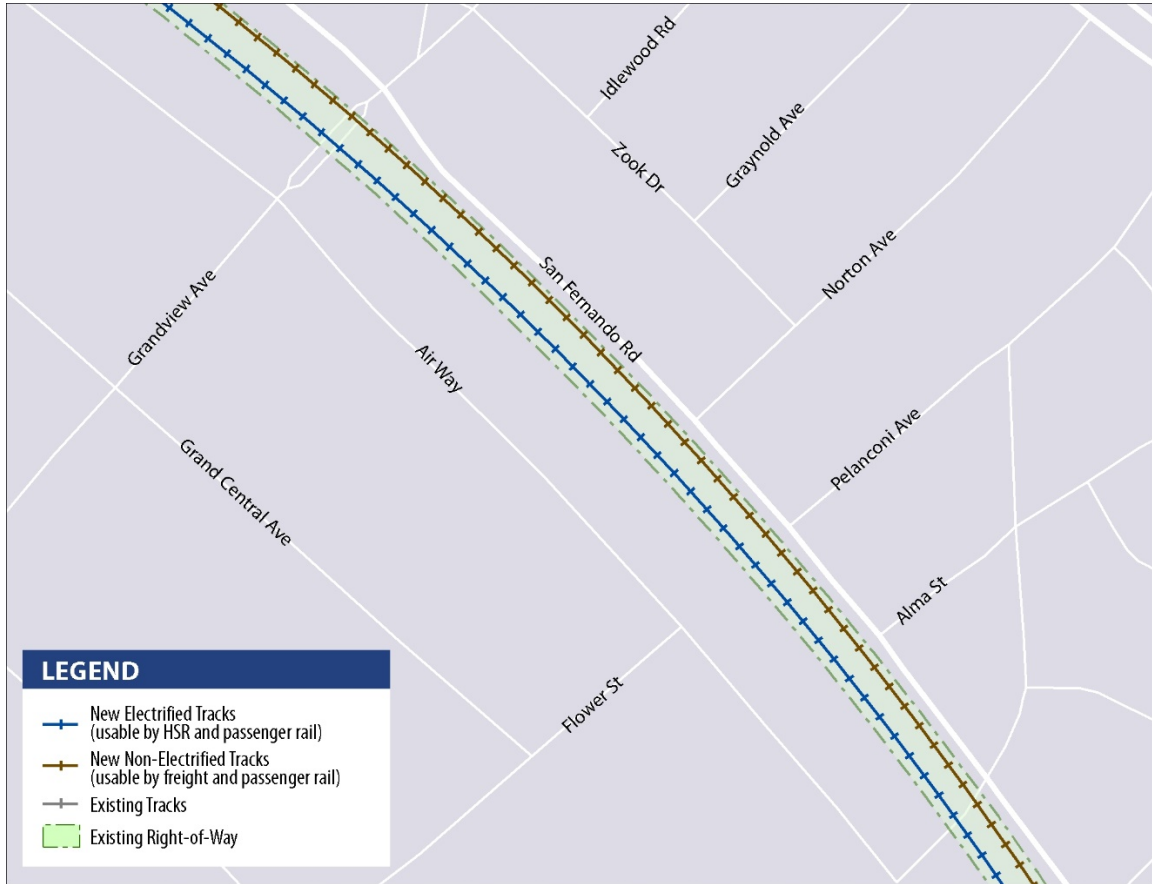 Idlewood Rd
Graynold Ave
Zook Dr
Norton Ave
San Fernando Rd
Grandview Ave
Air Way
Pelanconi Ave
Grand Central Ave
Alma St
Flower St
LEGEND
New Electrified Tracks
(usable by HSR and passenger rail)
New Non-Electrified Tracks
(usable by freight and passenger rail)
Existing Tracks
Existing Right-of-Way